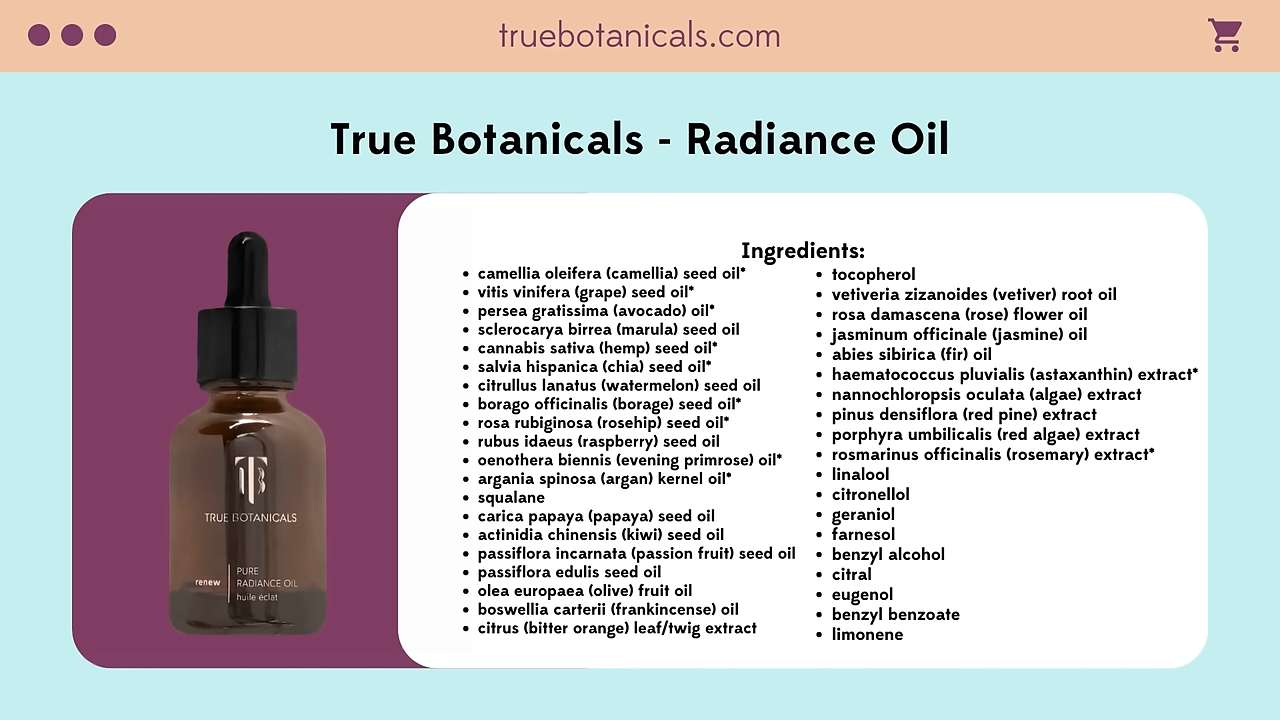 truebotanicals.com
True Botanicals - Radiance Oil
TB
TRUE BOTANICALS
renew
PURE
RADIANCE OIL
huile éclat
Ingredients:
camellia oleifera (camellia) seed oil*
vitis vinifera (grape) seed oil*
persea gratissima (avocado) oil*
sclerocarya birrea (marula) seed oil
cannabis sativa (hemp) seed oil*
salvia hispanica (chia) seed oil*
citrullus lanatus (watermelon) seed oil
borago officinalis (borage) seed oil*
rosa rubiginosa (rosehip) seed oil*
rubus idaeus (raspberry) seed oil
oenothera biennis (evening primrose) oil*
argania spinosa (argan) kernel oil*
squalane
carica papaya (papaya) seed oil
actinidia chinensis (kiwi) seed oil
passiflora incarnata (passion fruit) seed oil
passiflora edulis seed oil
olea europaea (olive) fruit oil
boswellia carterii (frankincense) oil
citrus (bitter orange) leaf/twig extract
tocopherol
vetiveria zizanoides (vetiver) root oil
rosa damascena (rose) flower oil
jasminum officinale (jasmine) oil
abies sibirica (fir) oil
haematococcus pluvialis (astaxanthin) extract*
nannochloropsis oculata (algae) extract
pinus densiflora (red pine) extract
porphyra umbilicalis (red algae) extract
rosmarinus officinalis (rosemary) extract*
linalool
citronellol
geraniol
farnesol
benzyl alcohol
citral
eugenol
benzyl benzoate
limonene